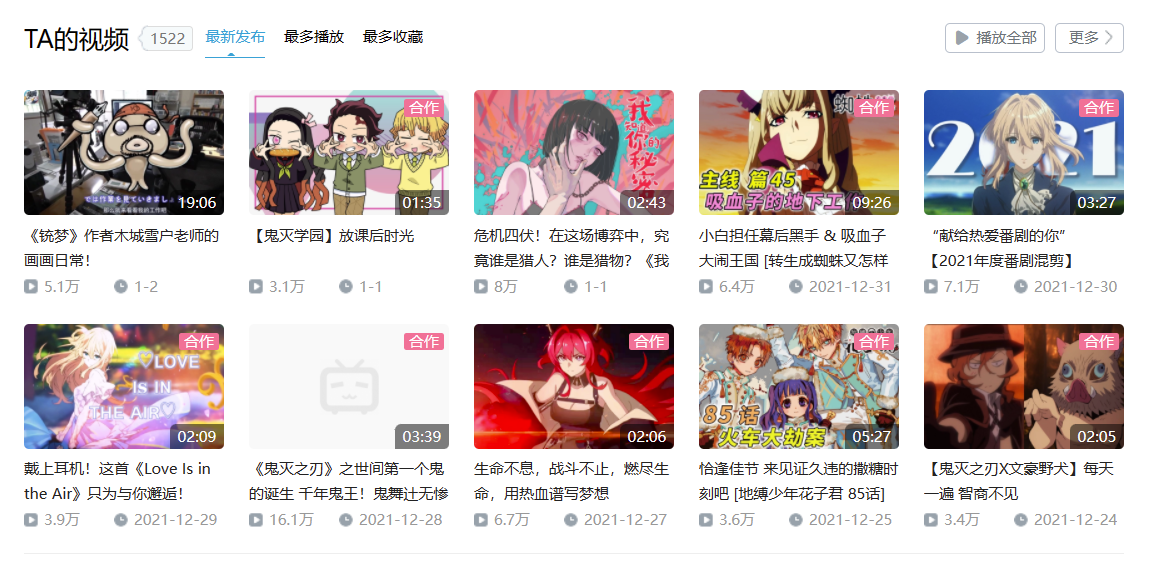 TA的视频
1522
最新发布
最多播放
最多收藏
播放全部
更多
では作業を見ていきましょう
那么来看看我的工作吧
19:06
《铳梦》作者木城雪户老师的
画画日常！
5.1万
1-2
合作
01:35
【鬼灭学园】放课后时光
3.1万
1-1
我
知道
你的
秘密
02:43
危机四伏！在这场博弈中，究
竟谁是猎人？谁是猎物？《我
8万
1-1
合作
主线 篇45
吸血子的地下工作
09:26
小白担任幕后黑手 & 吸血子
大闹王国 [转生成蜘蛛又怎样
6.4万
2021-12-31
合作
2021
03:27
“献给热爱番剧的你”
【2021年度番剧混剪】
7.1万
2021-12-30
合作
LOVE
IS IN
THE AIR
02:09
戴上耳机！这首《Love Is in
the Air》只为与你邂逅！
3.9万
2021-12-29
合作
03:39
《鬼灭之刃》之世间第一个鬼
的诞生 千年鬼王！鬼舞辻无惨
16.1万
2021-12-28
合作
02:06
生命不息，战斗不止，燃尽生
命，用热血谱写梦想
6.7万
2021-12-27
合作
85话
火车大劫案
05:27
恰逢佳节 来见证久违的撒糖时
刻吧 [地缚少年花子君 85话]
3.6万
2021-12-25
合作
02:05
【鬼灭之刃X文豪野犬】每天
一遍 智商不见
3.4万
2021-12-24